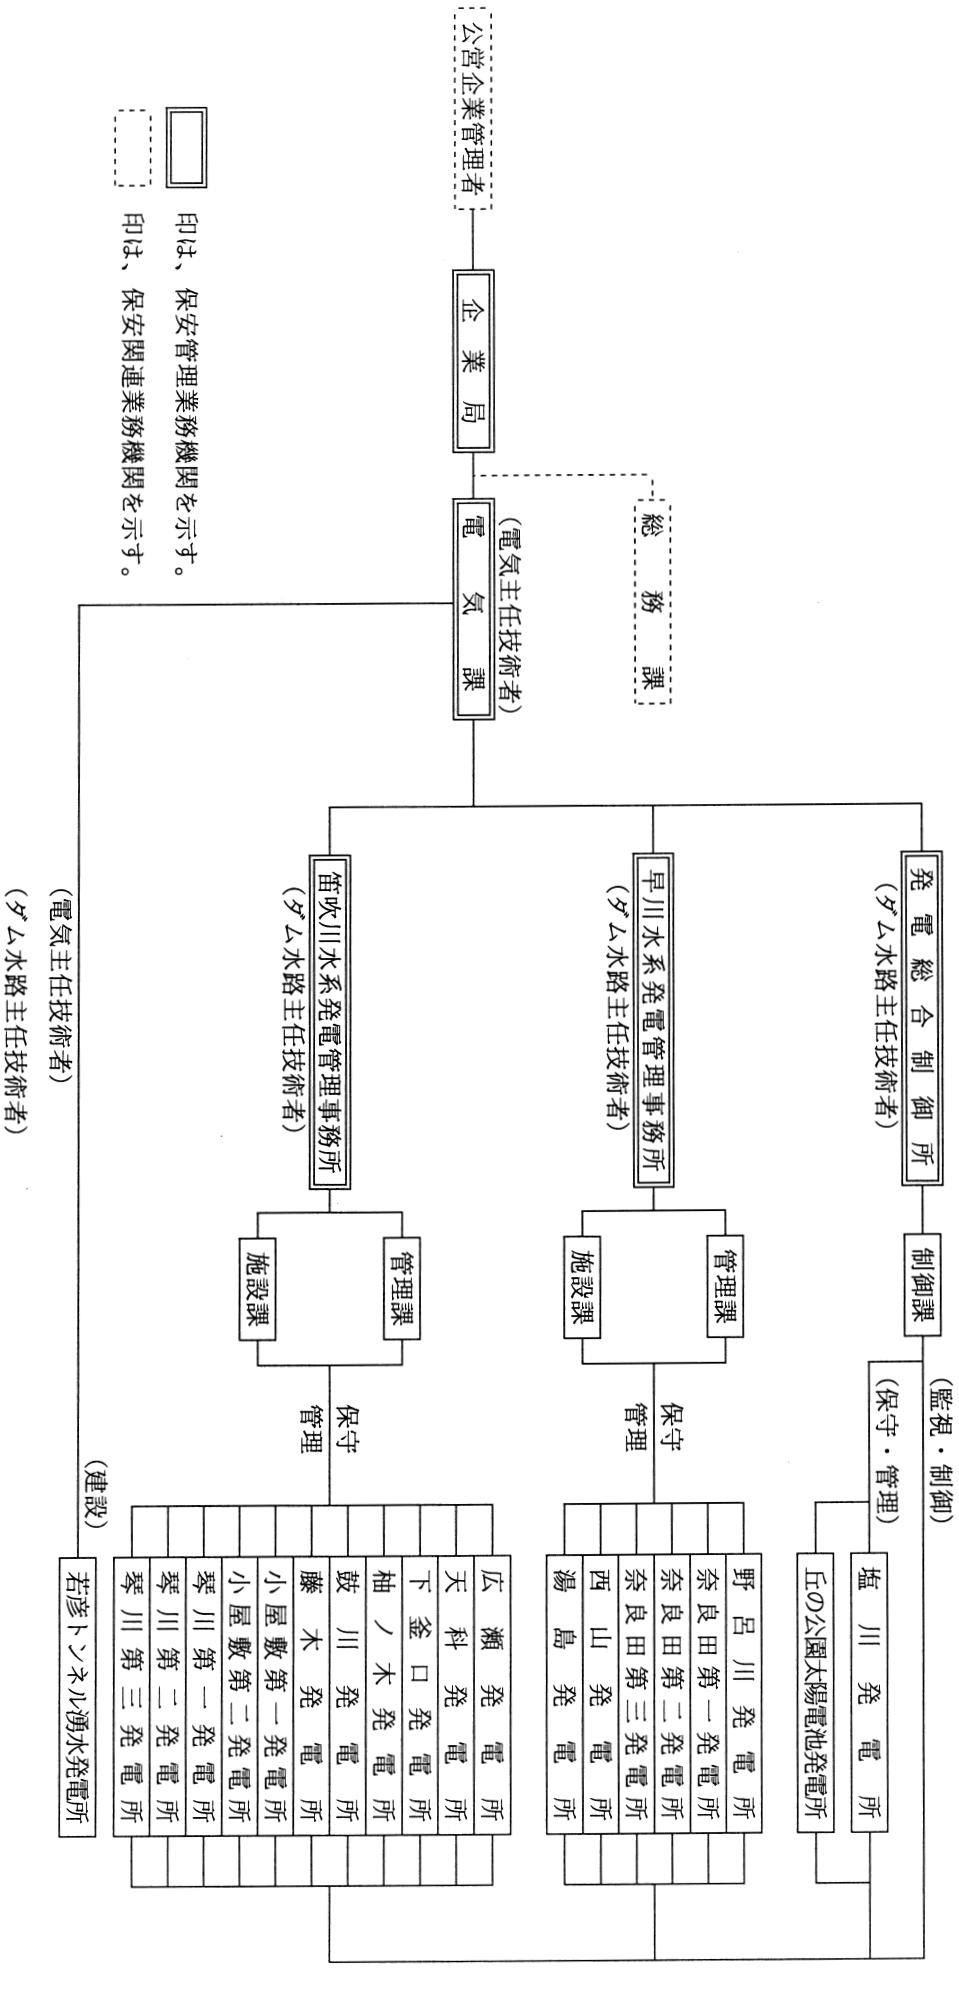 公営企業管理者
企業局
総務課
(電気主任技術者)
電気課
発電総合制御所
(ダム水路主任技術者)
制御課
(監視・制御)
(保守・管理)
塩川発電所
丘の公園太陽電池発電所
早川水系発電管理事務所
(ダム水路主任技術者)
管理課
施設課
保守
管理
野呂川発電所
奈良田第一発電所
奈良田第二発電所
奈良田第三発電所
西山発電所
湯島発電所
笛吹川水系発電管理事務所
(ダム水路主任技術者)
管理課
施設課
保守
管理
広瀬発電所
天科発電所
下釜口発電所
柚ノ木発電所
鼓川発電所
藤木発電所
小屋敷第一発電所
小屋敷第二発電所
琴川第一発電所
琴川第二発電所
琴川第三発電所
(建設)
若彦トンネル湧水発電所
(電気主任技術者)
(ダム水路主任技術者)
印は、保安管理業務機関を示す。
印は、保安関連業務機関を示す。